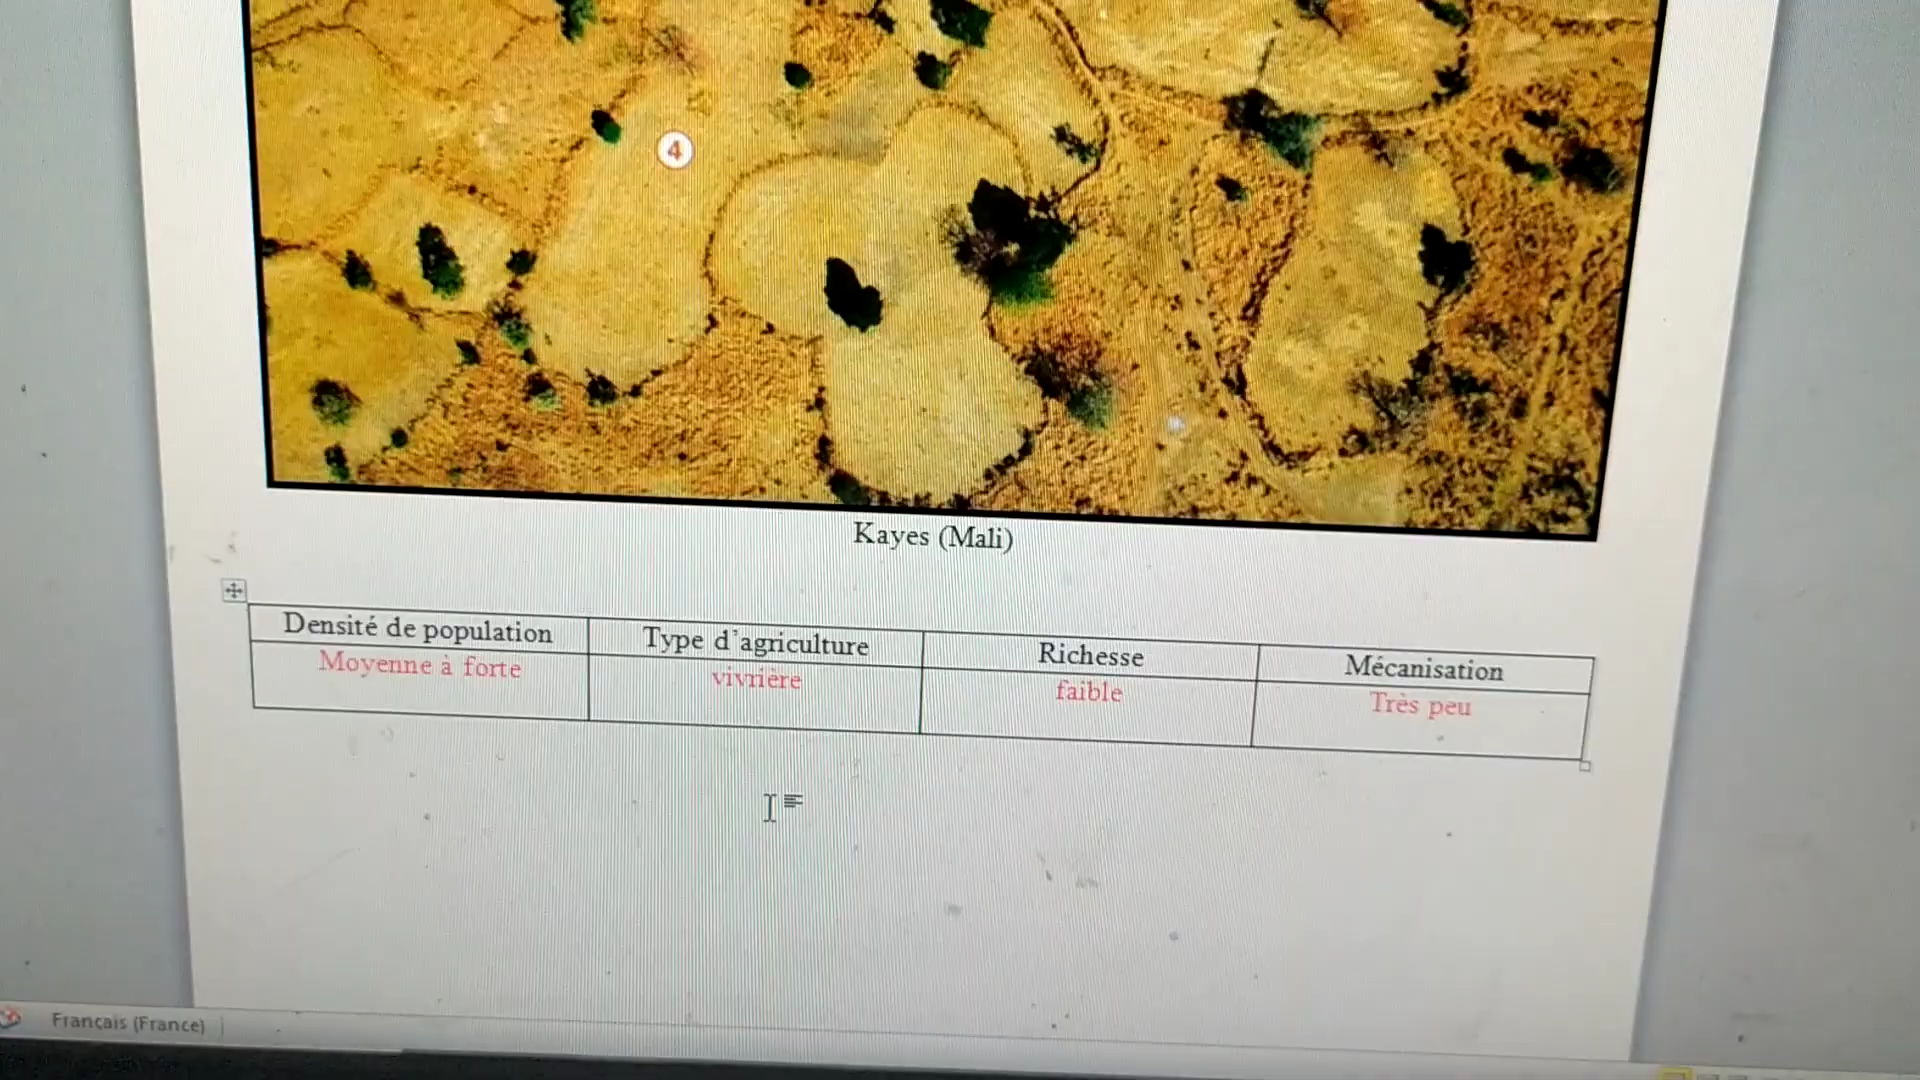 4
Kayes (Mali)
Densité de population
Type d'agriculture
Richesse
Mécanisation
Moyenne à forte
vivrière
faible
Très peu
Français (France)